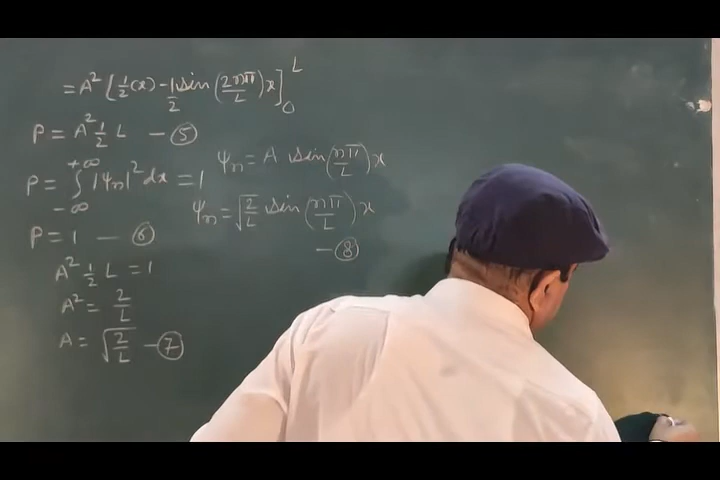 = A² [½(x) - 1/2 sin (2nπ/L) x]₀ᴸ
P = A² ½ L — ⑤
P = ∫₋∞⁺∞ |ψn|² dx = 1
P = 1 — ⑥
A² ½ L = 1
A² = 2/L
A = √(2/L) — ⑦
ψn = A sin (nπ/L) x
ψn = √(2/L) sin (nπ/L) x
— ⑧